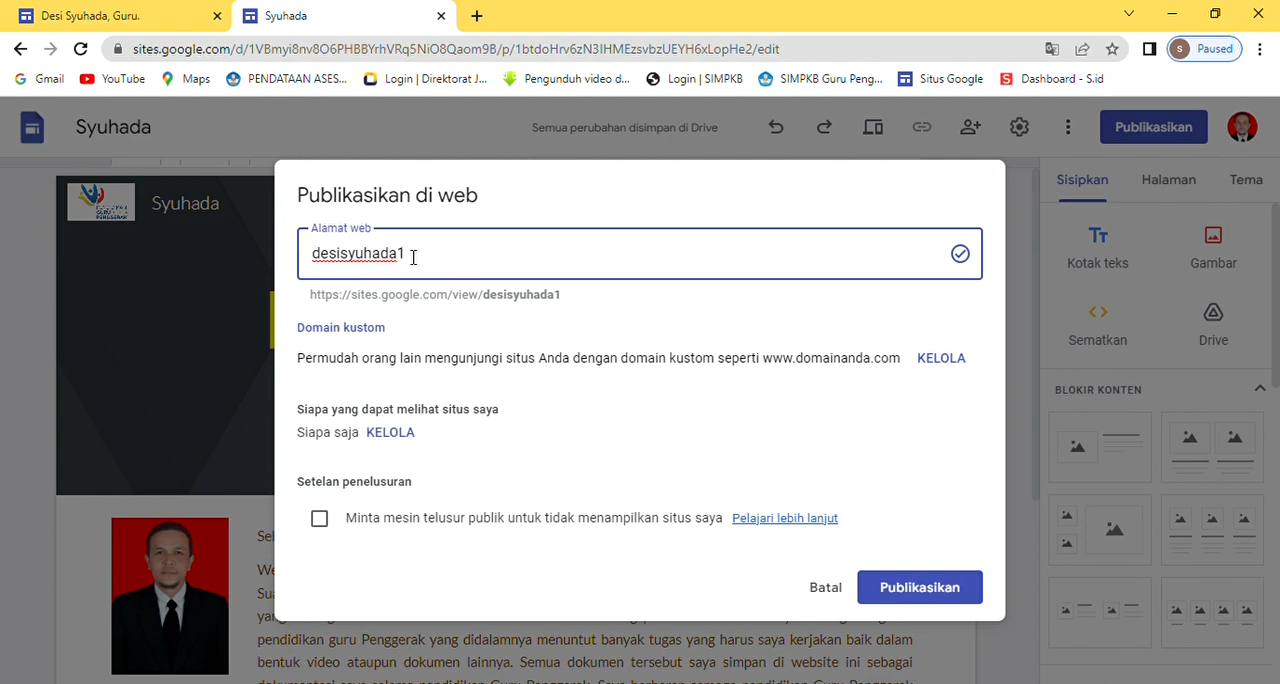 Desi Syuhada, Guru.
Syuhada
sites.google.com/d/1VBmyi8nv8O6PHBBYrhVRq5NiO8Qaom9B/p/1btdoHrv6zN3IHMEzsvbzUEYH6xLopHe2/edit
S Paused
Gmail YouTube Maps PENDATAAN ASES... Login | Direktorat J... Pengunduh video d... Login | SIMPKB SIMPKB Guru Peng... Situs Google Dashboard - S.id
Syuhada
Semua perubahan disimpan di Drive
Publikasikan
Sisipkan Halaman Tema
Syuhada
Publikasikan di web
Alamat web
desisyuhada1
https://sites.google.com/view/desisyuhada1
Domain kustom
Permudah orang lain mengunjungi situs Anda dengan domain kustom seperti www.domainanda.com KELOLA
Siapa yang dapat melihat situs saya
Siapa saja KELOLA
Setelan penelusuran
Minta mesin telusur publik untuk tidak menampilkan situs saya Pelajari lebih lanjut
Batal Publikasikan
Kotak teks Gambar
Sematkan Drive
BLOKIR KONTEN
pendidikan guru Penggerak yang didalamnya menuntut banyak tugas yang harus saya kerjakan baik dalam
bentuk video ataupun dokumen lainnya. Semua dokumen tersebut saya simpan di website ini sebagai